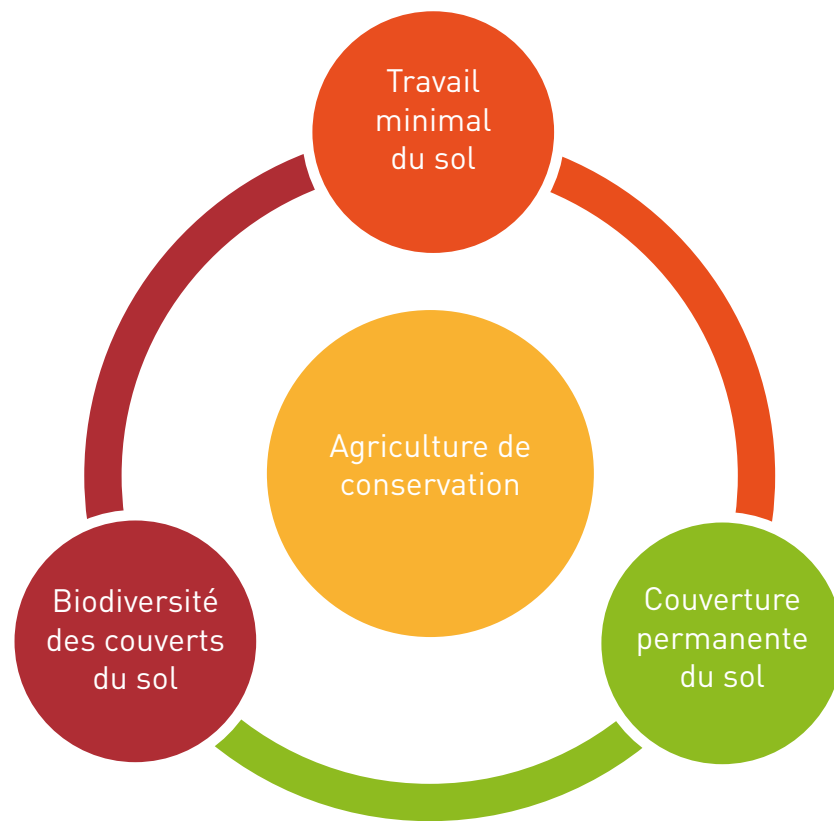 Travail
minimal
du sol
Agriculture de
conservation
Biodiversité
des couverts
du sol
Couverture
permanente
du sol